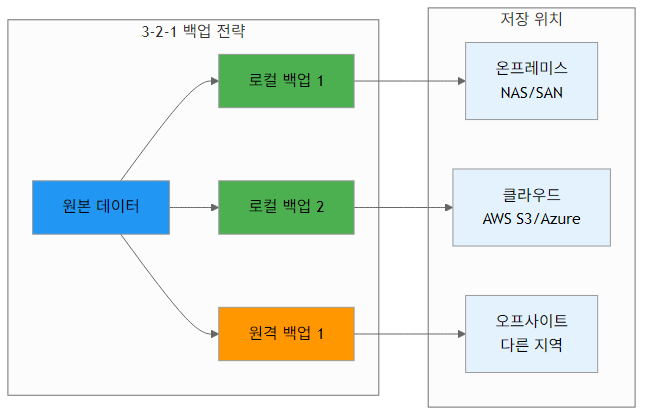 3-2-1 백업 전략
원본 데이터
로컬 백업 1
로컬 백업 2
원격 백업 1
저장 위치
온프레미스
NAS/SAN
클라우드
AWS S3/Azure
오프사이트
다른 지역